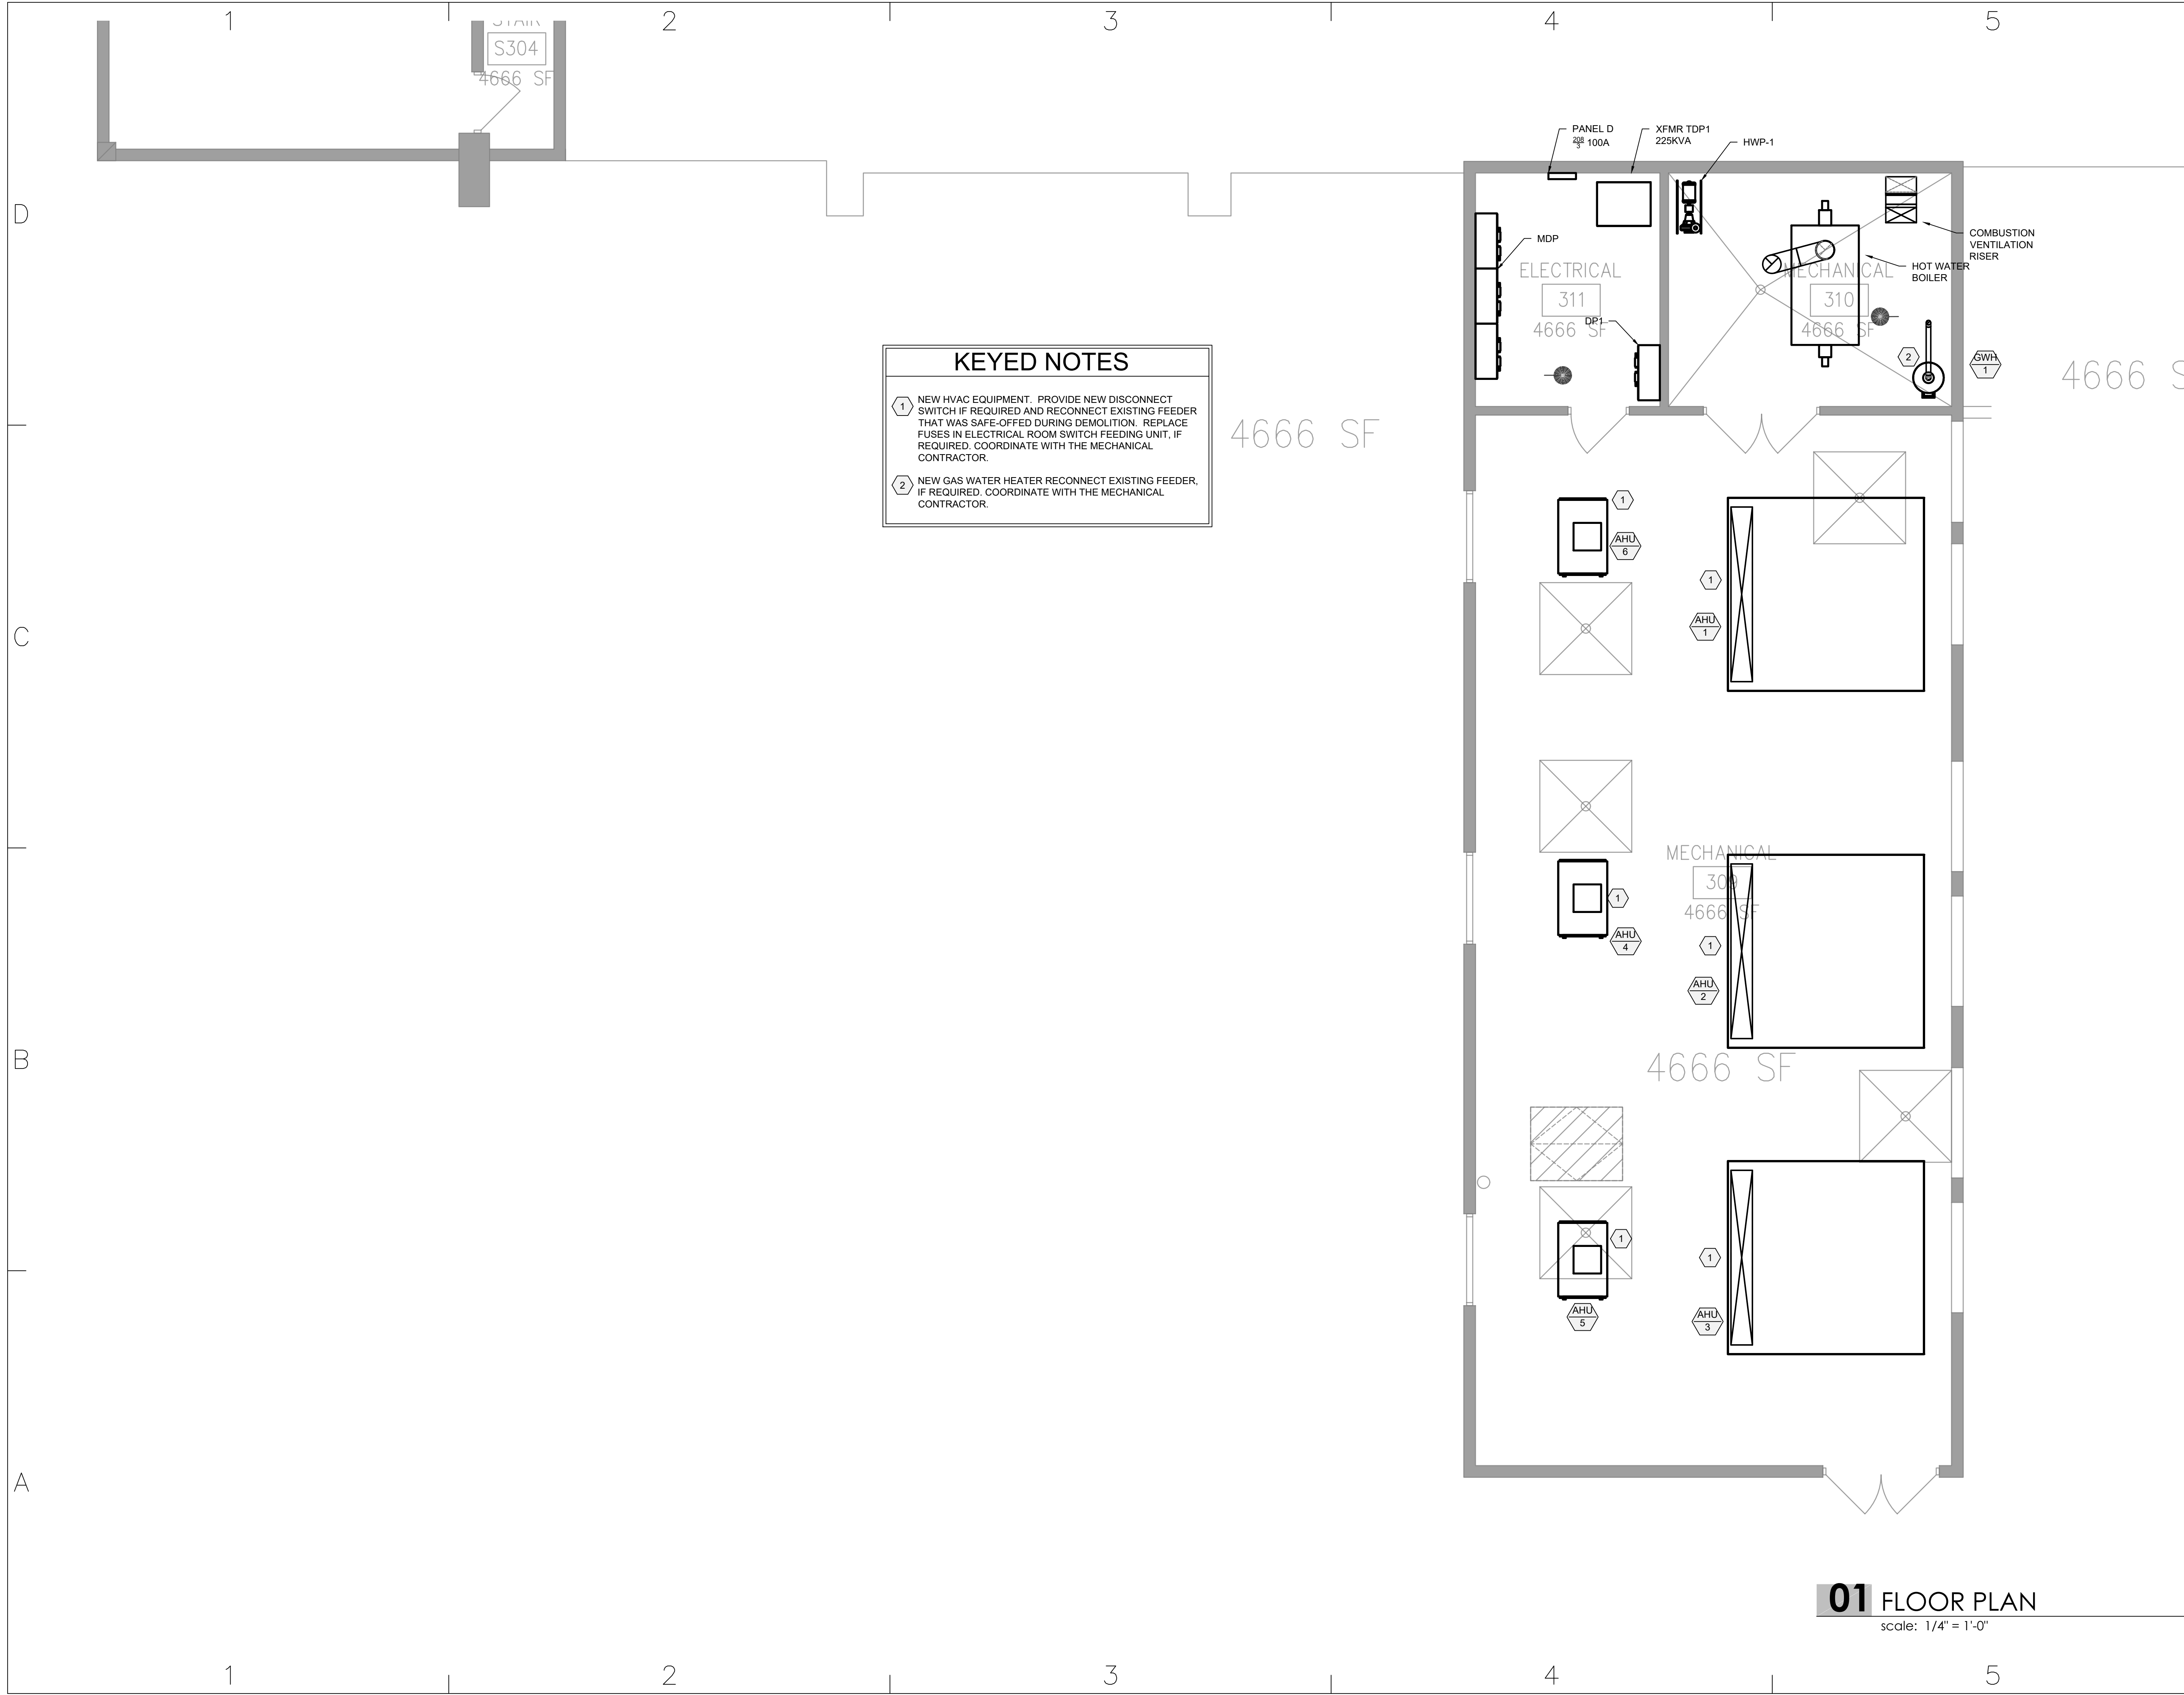 1
2
3
4
5
STAIR
S304
4666 SF
PANEL D
208
3
100A
XFMR TDP1
225KVA
HWP-1
D
MDP
COMBUSTION
VENTILATION
RISER
HOT WATER
BOILER
ELECTRICAL
311
4666 SF
DP1
MECHANICAL
310
4666 SF
2
GWH
1
4666 S
KEYED NOTES
1
NEW HVAC EQUIPMENT. PROVIDE NEW DISCONNECT
SWITCH IF REQUIRED AND RECONNECT EXISTING FEEDER
THAT WAS SAFE-OFFED DURING DEMOLITION. REPLACE
FUSES IN ELECTRICAL ROOM SWITCH FEEDING UNIT, IF
REQUIRED. COORDINATE WITH THE MECHANICAL
CONTRACTOR.
2
NEW GAS WATER HEATER RECONNECT EXISTING FEEDER,
IF REQUIRED. COORDINATE WITH THE MECHANICAL
CONTRACTOR.
4666 SF
1
AHU
6
1
AHU
1
C
MECHANICAL
309
4666 SF
1
AHU
4
1
AHU
2
B
4666 SF
1
AHU
5
1
AHU
3
A
01 FLOOR PLAN
scale: 1/4" = 1'-0"
1
2
3
4
5